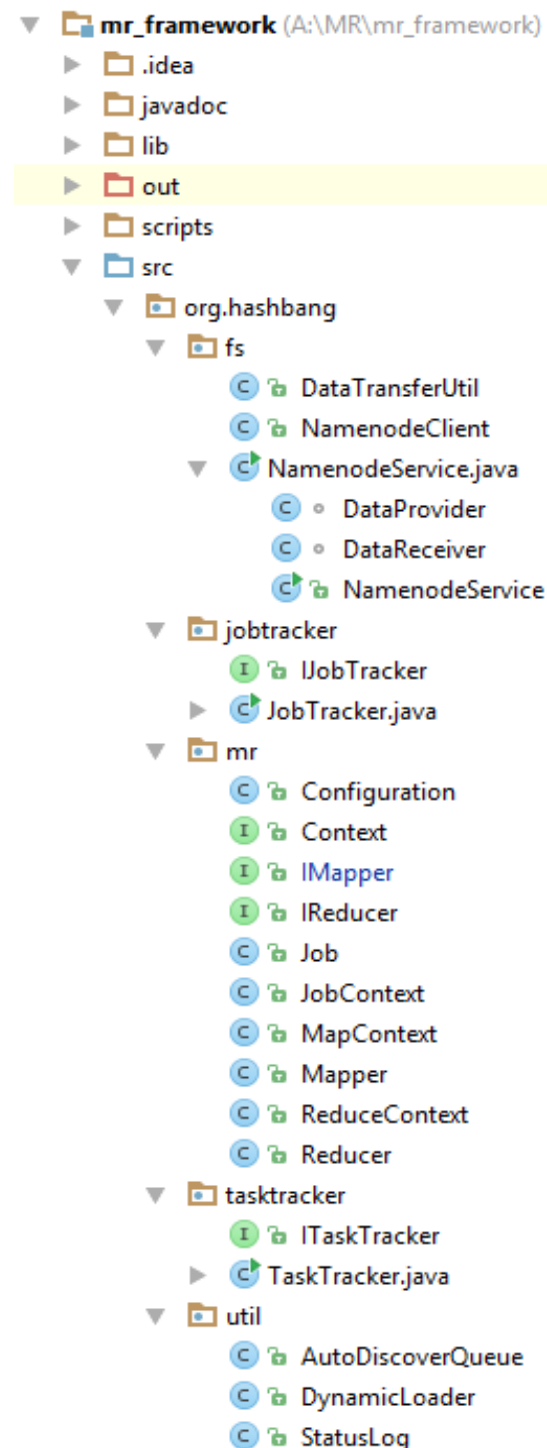 mr_framework (A:\MR\mr_framework)
.idea
javadoc
lib
out
scripts
src
org.hashbang
fs
C DataTransferUtil
C NamenodeClient
C NamenodeService.java
C DataProvider
C DataReceiver
C NamenodeService
jobtracker
I IJobTracker
C JobTracker.java
mr
C Configuration
I Context
I IMapper
I IReducer
C Job
C JobContext
C MapContext
C Mapper
C ReduceContext
C Reducer
tasktracker
I ITaskTracker
C TaskTracker.java
util
C AutoDiscoverQueue
C DynamicLoader
C StatusLog